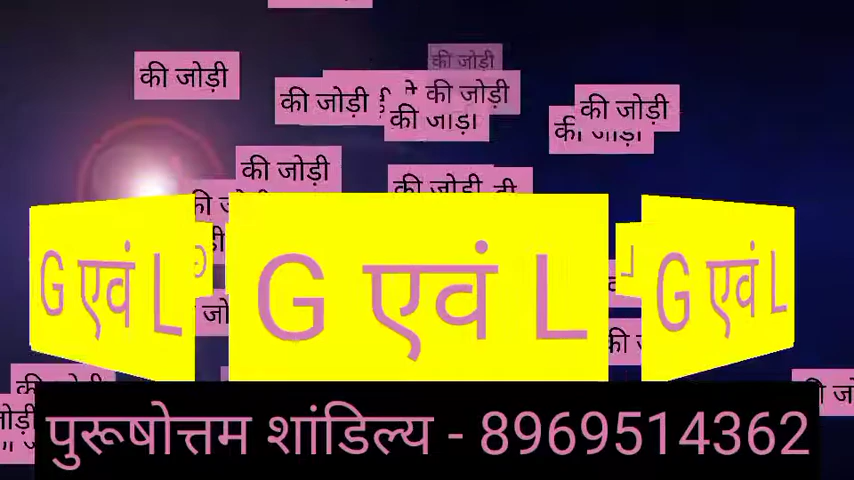 की जोड़ी
की
की जोड़ी
की जोड़ी
की जोड़ी
की जोड़ी
की जोड़ी
की जोड़ी
की जोड़ी
G एवं L
G एवं L
G एवं L
पुरूषोत्तम शांडिल्य - 8969514362